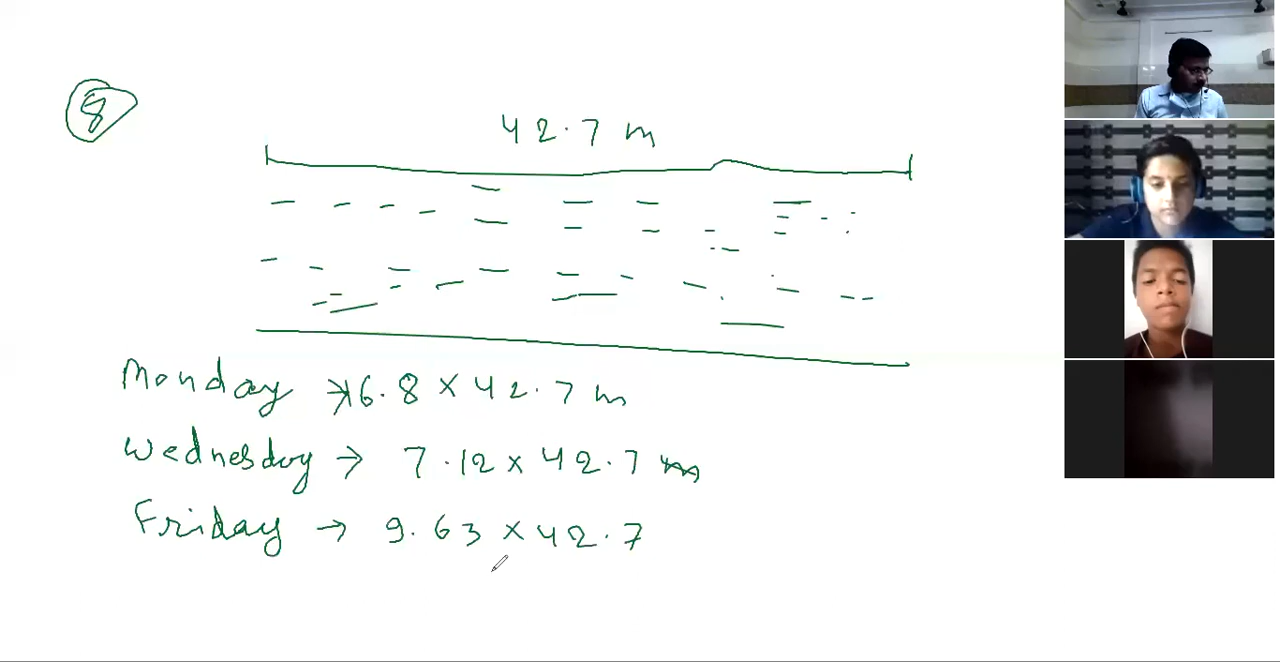 8
42.7 m
Monday → 6.8 × 42.7 m
Wednesday → 7.12 × 42.7 m
Friday → 9.63 × 42.7